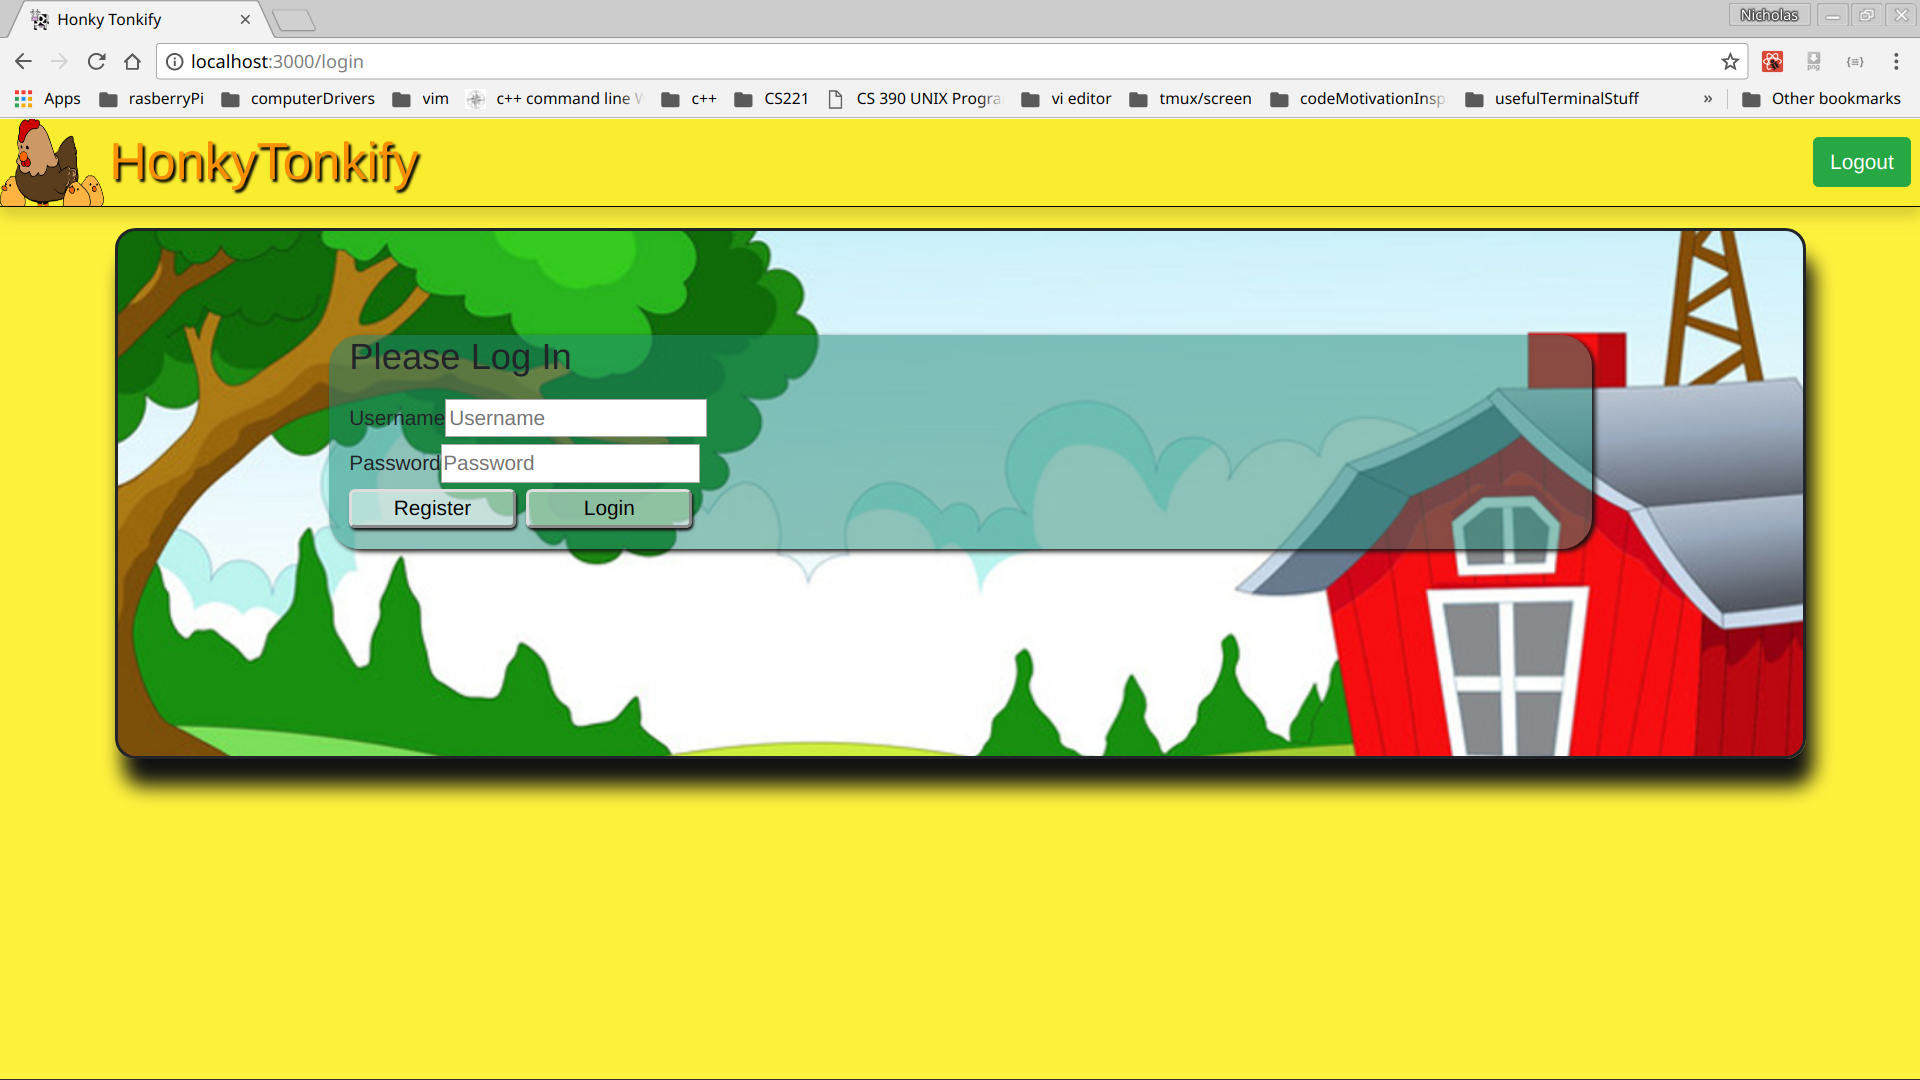 Honky Tonkify
Nicholas
localhost:3000/login
png
Apps rasberryPi computerDrivers vim c++ command line c++ CS221 CS 390 UNIX Progra vi editor tmux/screen codeMotivationInsp usefulTerminalStuff » Other bookmarks
HonkyTonkify
Logout
Please Log In
Username Username
Password Password
Register Login